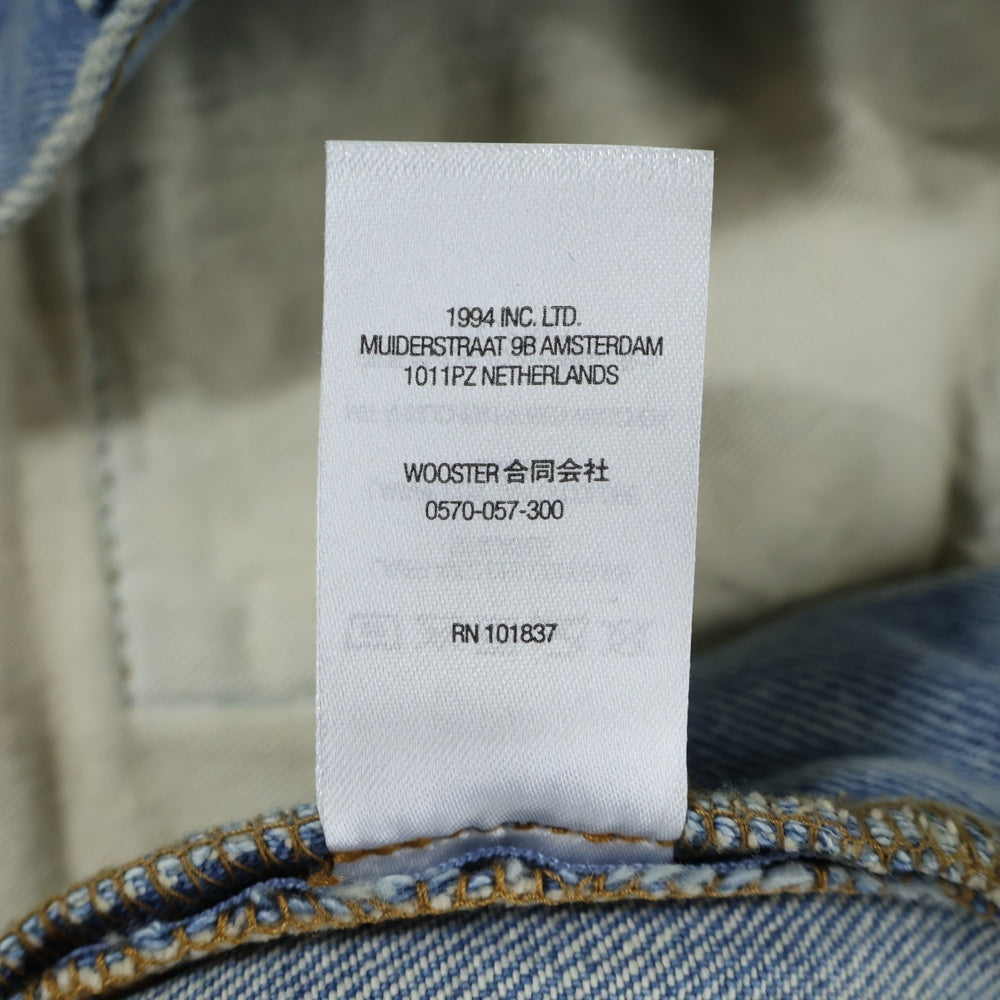 1994 INC. LTD.
MUIDERSTRAAT 9B AMSTERDAM
1011PZ NETHERLANDS
WOOSTER 合同会社
0570-057-300
RN 101837